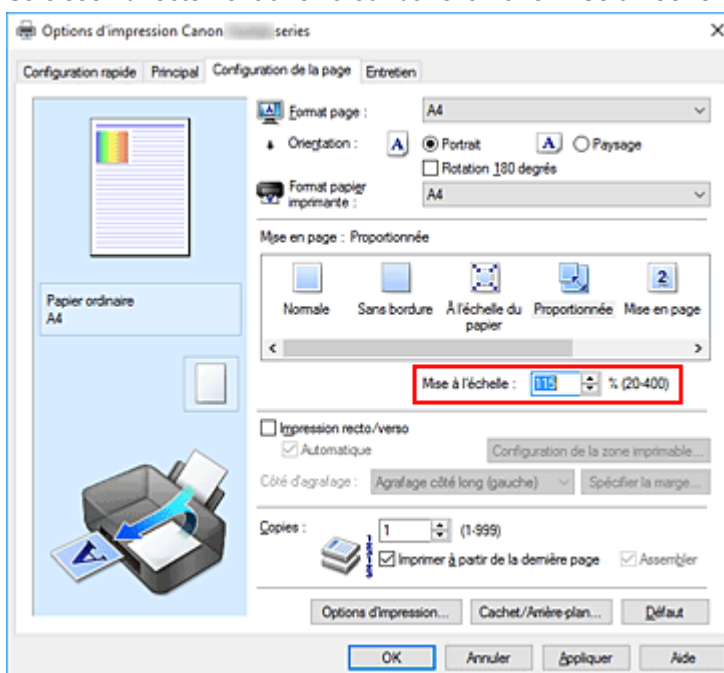 Options d'impression Canon series
Configuration rapide Principal Configuration de la page Entretien
Format page : A4
Orientation : A Portrait A Paysage
Rotation 180 degrés
Format papier imprimante : A4
Mise en page : Proportionnée
Normale Sans bordure À l'échelle du papier Proportionnée Mise en page
2
Papier ordinaire
A4
Mise à l'échelle : 115 % (20-400)
Impression recto/verso
Automatique Configuration de la zone imprimable...
Côté d'agrafage : Agrafage côté long (gauche) Spécifier la marge...
Copies : 1 (1-999)
Imprimer à partir de la dernière page Assembler
Options d'impression... Cachet/Arrière-plan... Défaut
OK Annuler Appliquer Aide